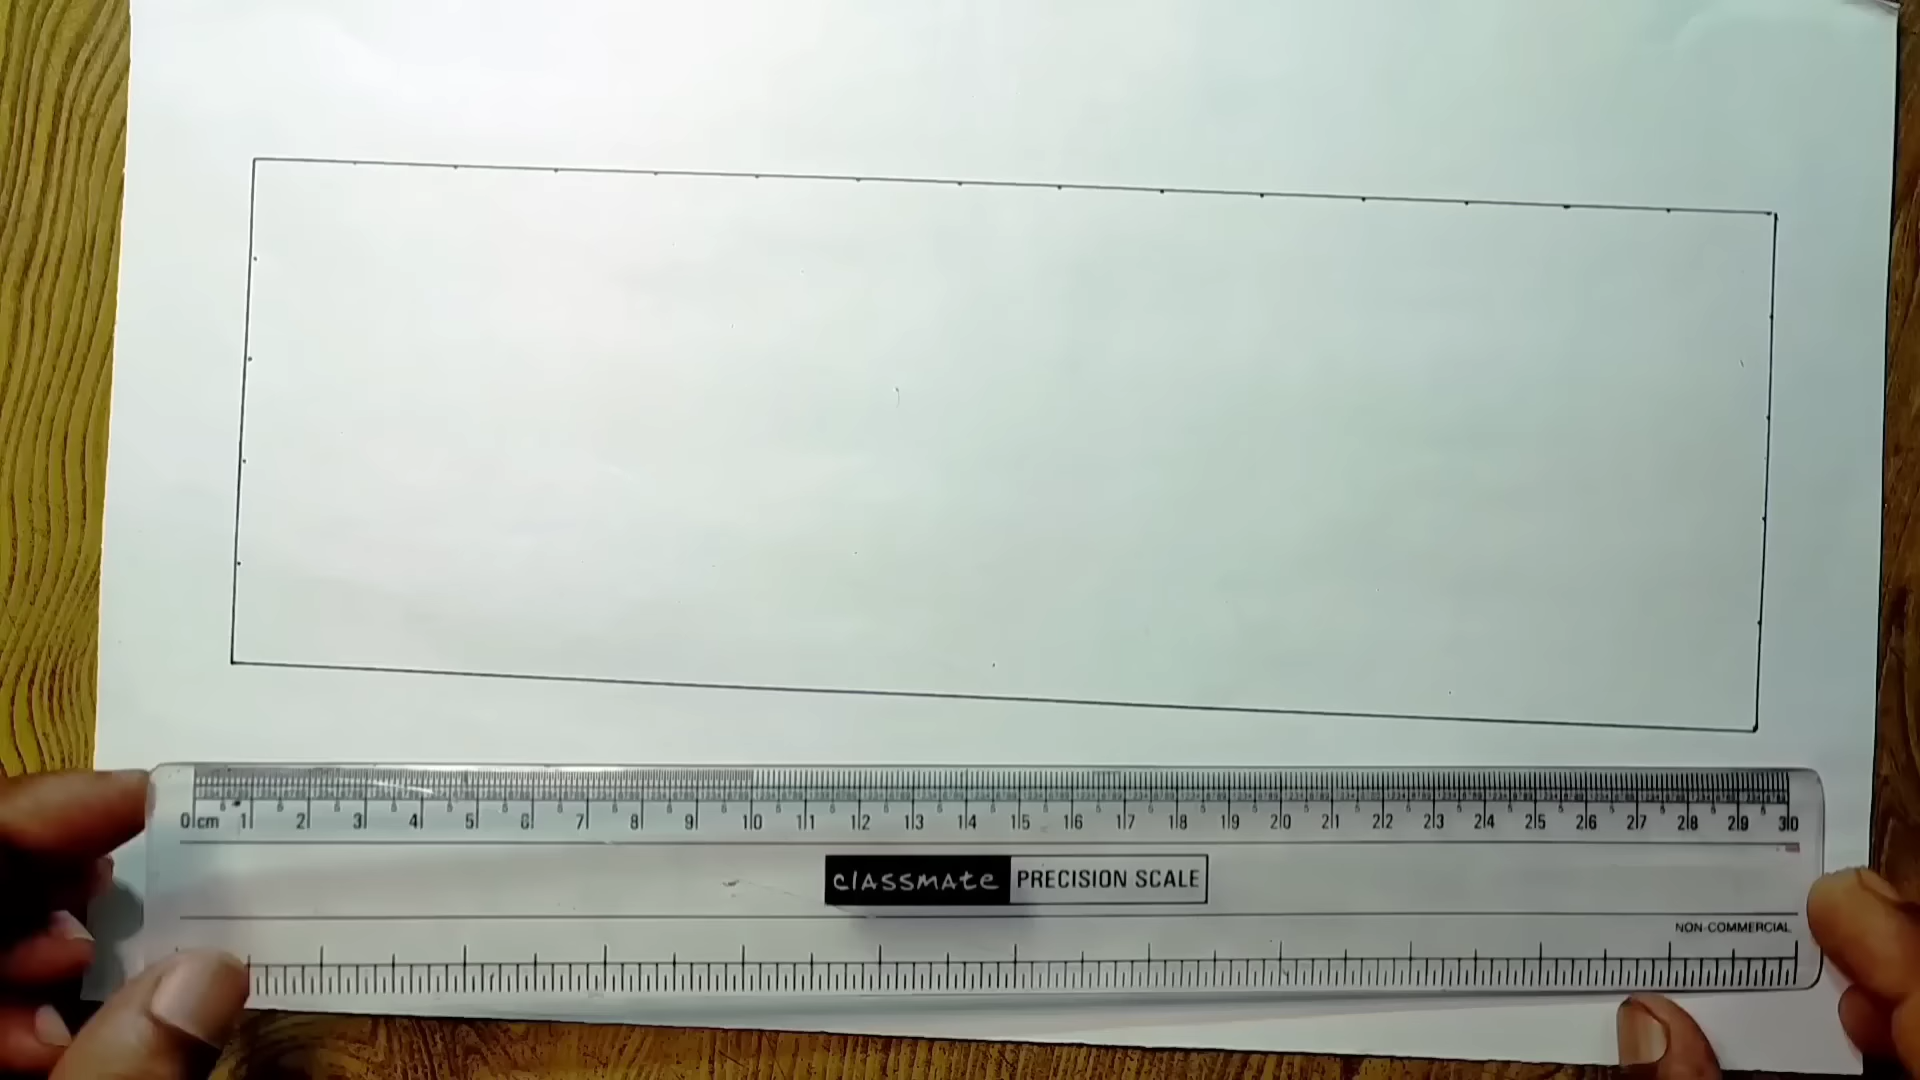 0 cm 1 2 3 4 5 6 7 8 9 10 11 12 13 14 15 16 17 18 19 20 21 22 23 24 25 26 27 28 29 30
CLASSMATE PRECISION SCALE
NON-COMMERCIAL